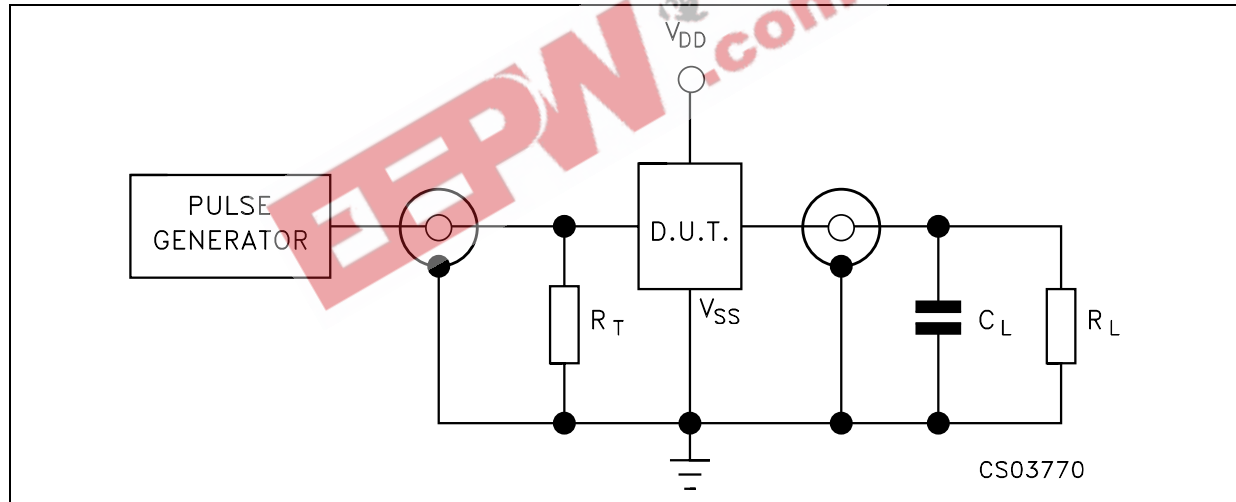 EEPW.com
VDD
PULSE
GENERATOR
D.U.T.
VSS
RT
CL
RL
CS03770